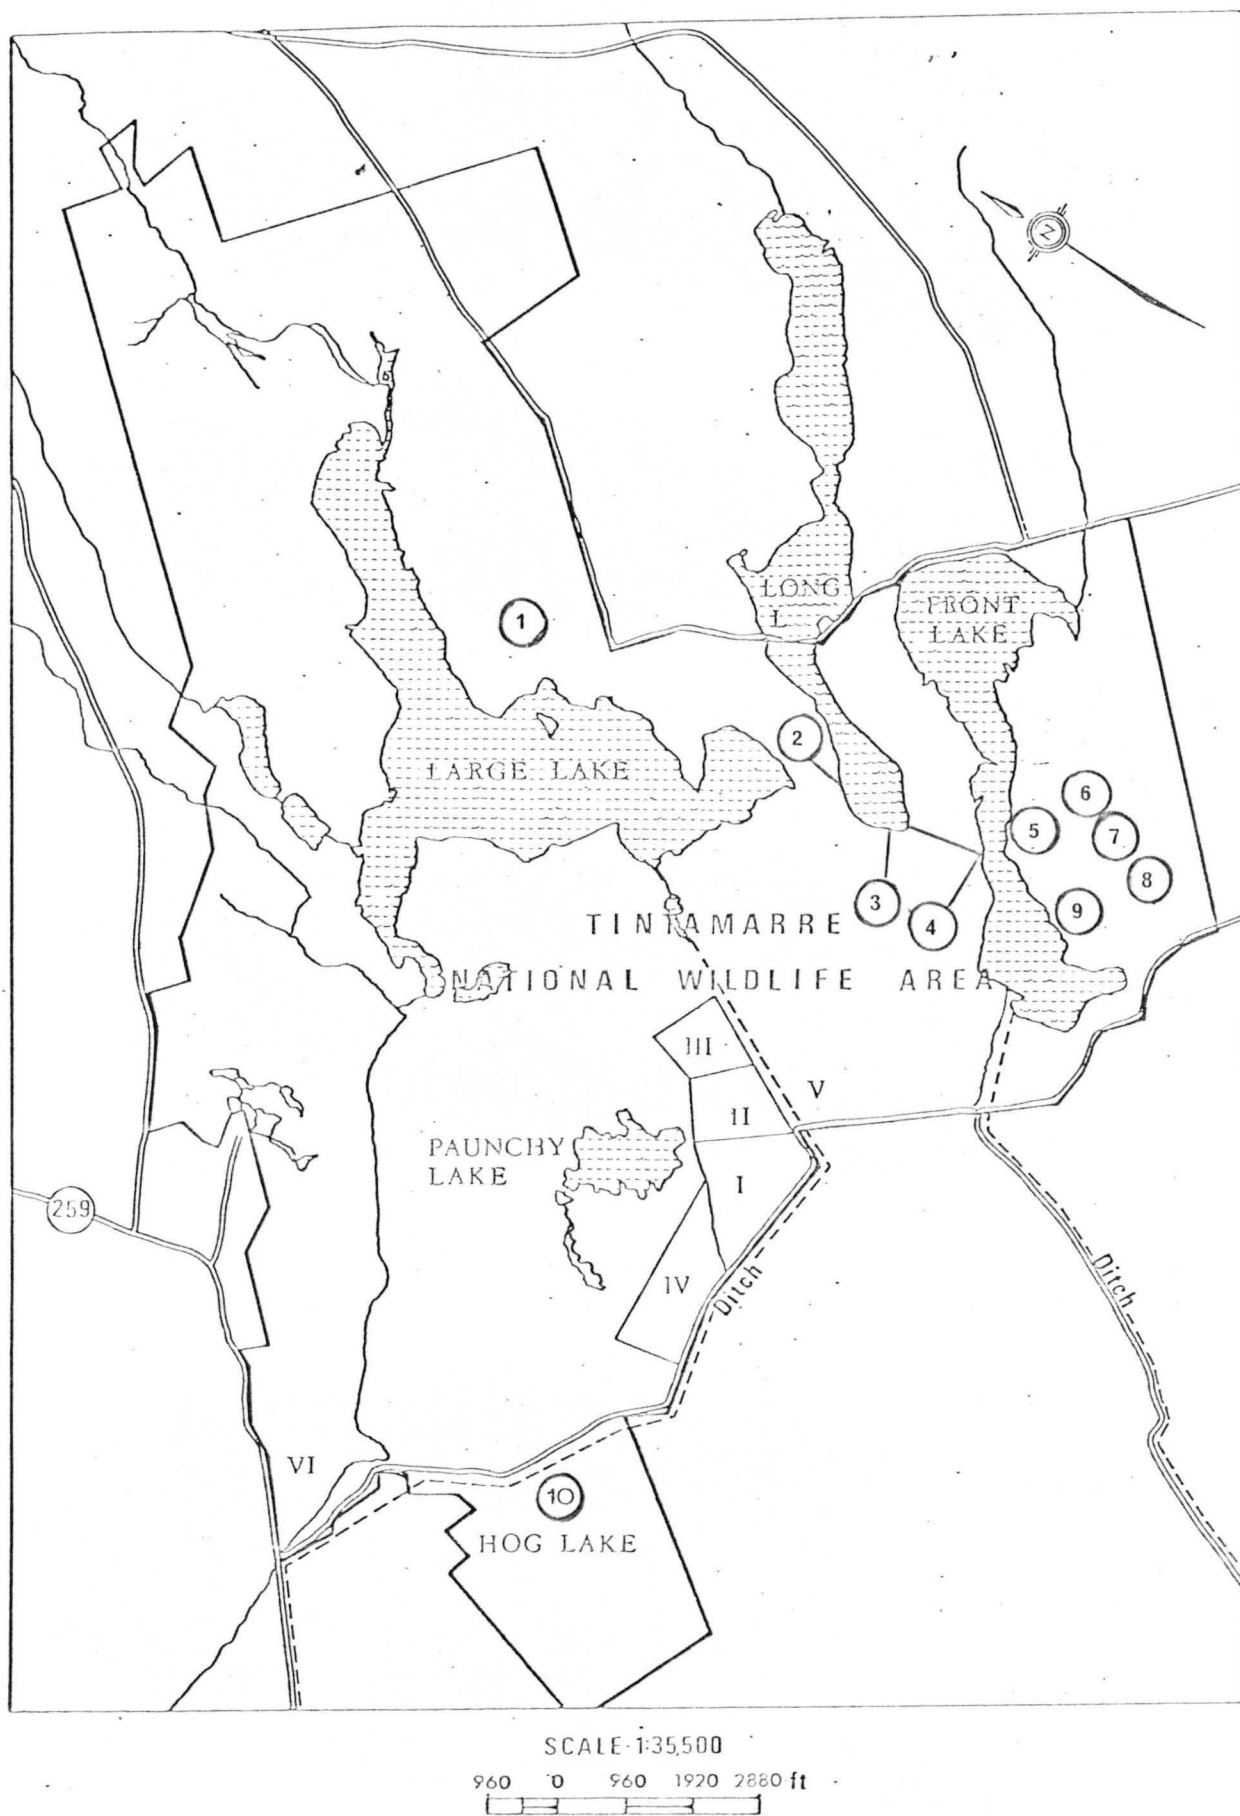 N
1
LONG
L.
FRONT
LAKE
2
LARGE LAKE
6
5
7
8
3
4
9
TINTAMARRE
NATIONAL WILDLIFE AREA
III
V
II
PAUNCHY
LAKE
I
259
IV
Ditch
Ditch
VI
10
HOG LAKE
SCALE 1:35,500
960 0 960 1920 2880 ft